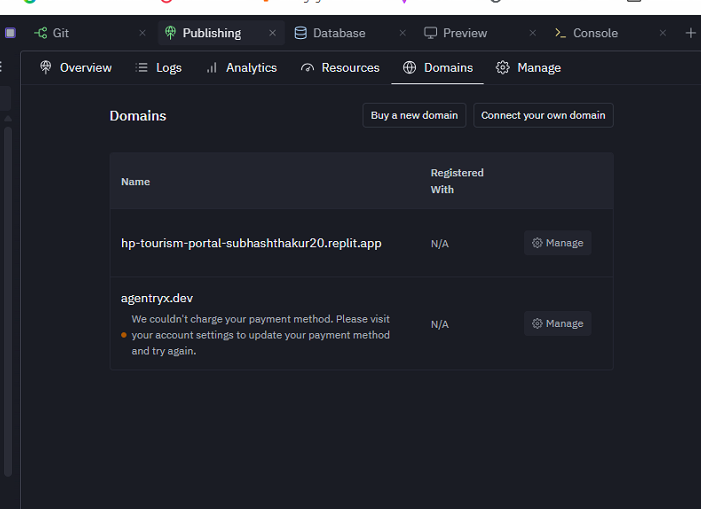 Git
Publishing
Database
Preview
Console
Overview
Logs
Analytics
Resources
Domains
Manage
Domains
Buy a new domain
Connect your own domain
Name
Registered
With
hp-tourism-portal-subhashthakur20.replit.app
N/A
Manage
agentryx.dev
We couldn't charge your payment method. Please visit
your account settings to update your payment method
and try again.
N/A
Manage